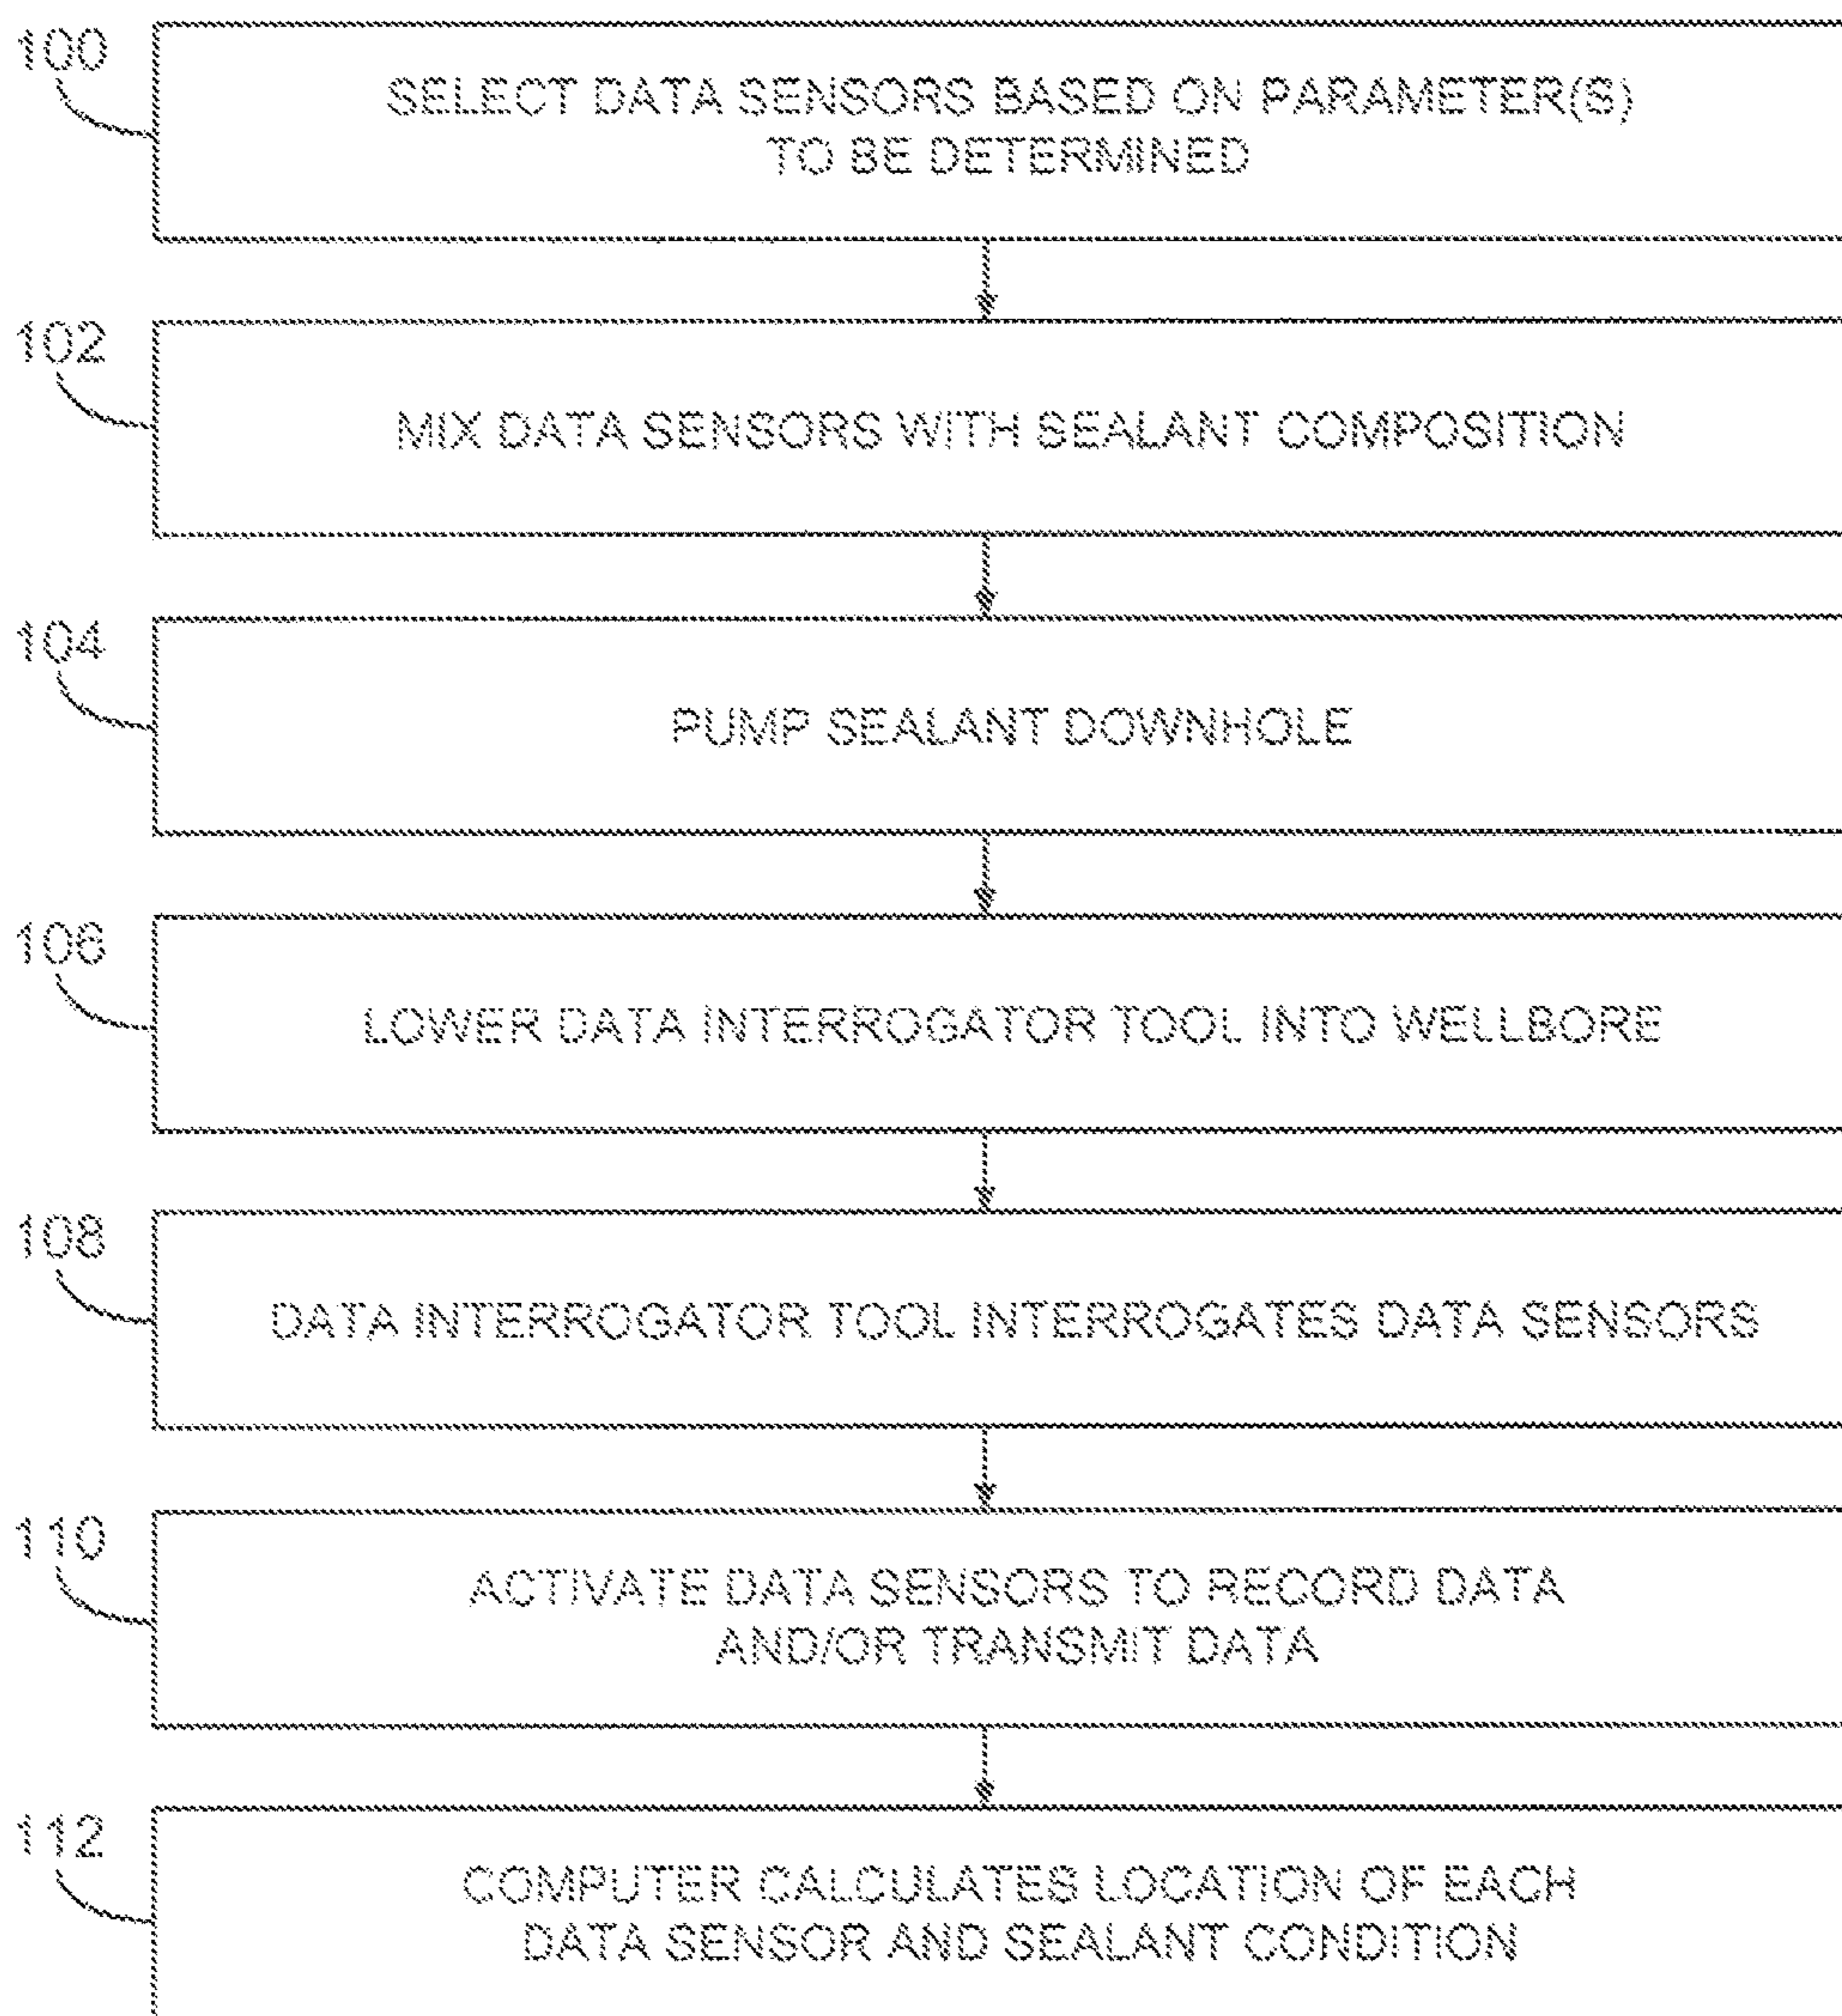 100
SELECT DATA SENSORS BASED ON PARAMETER(S)
TO BE DETERMINED
102
MIX DATA SENSORS WITH SEALANT COMPOSITION
104
PUMP SEALANT DOWNHOLE
106
LOWER DATA INTERROGATOR TOOL INTO WELLBORE
108
DATA INTERROGATOR TOOL INTERROGATES DATA SENSORS
110
ACTIVATE DATA SENSORS TO RECORD DATA
AND/OR TRANSMIT DATA
112
COMPUTER CALCULATES LOCATION OF EACH
DATA SENSOR AND SEALANT CONDITION